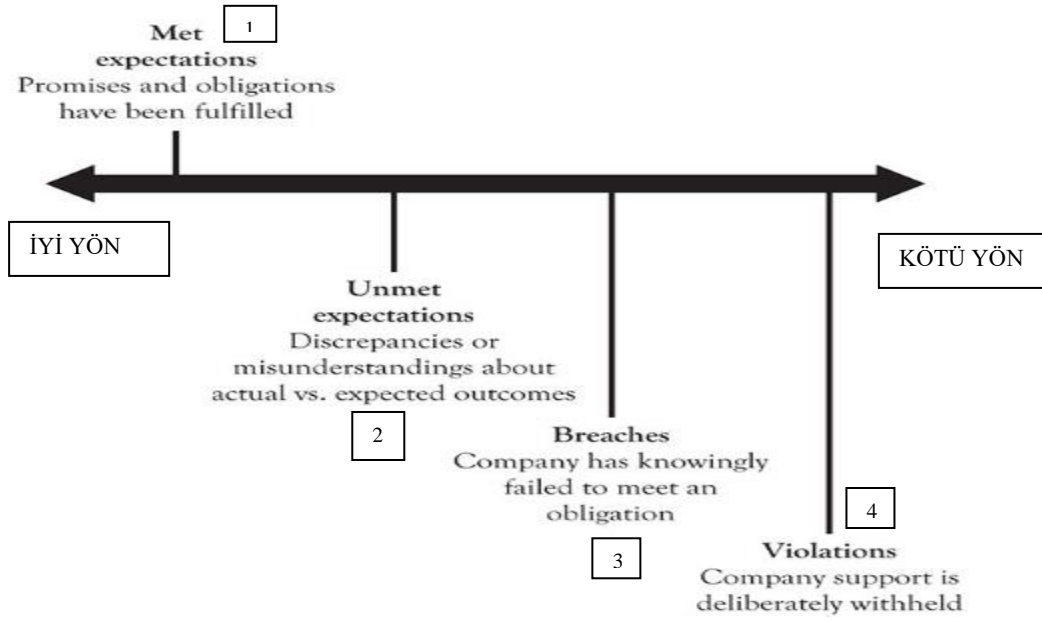 Met 1
expectations
Promises and obligations
have been fulfilled
İYİ YÖN
KÖTÜ YÖN
Unmet
expectations
Discrepancies or
misunderstandings about
actual vs. expected outcomes
2
Breaches
Company has knowingly
failed to meet an
obligation
3
4
Violations
Company support is
deliberately withheld